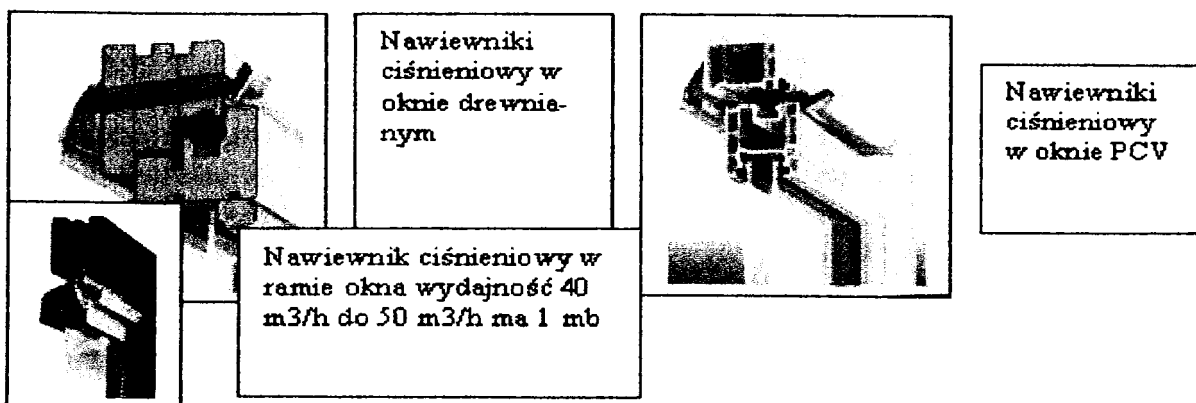 Nawiewniki
ciśnieniowy w
oknie drewnia-
nym
Nawiewniki
ciśnieniowy
w oknie PCV
Nawiewnik ciśnieniowy w
ramie okna wydajność 40
m3/h do 50 m3/h ma 1 mb